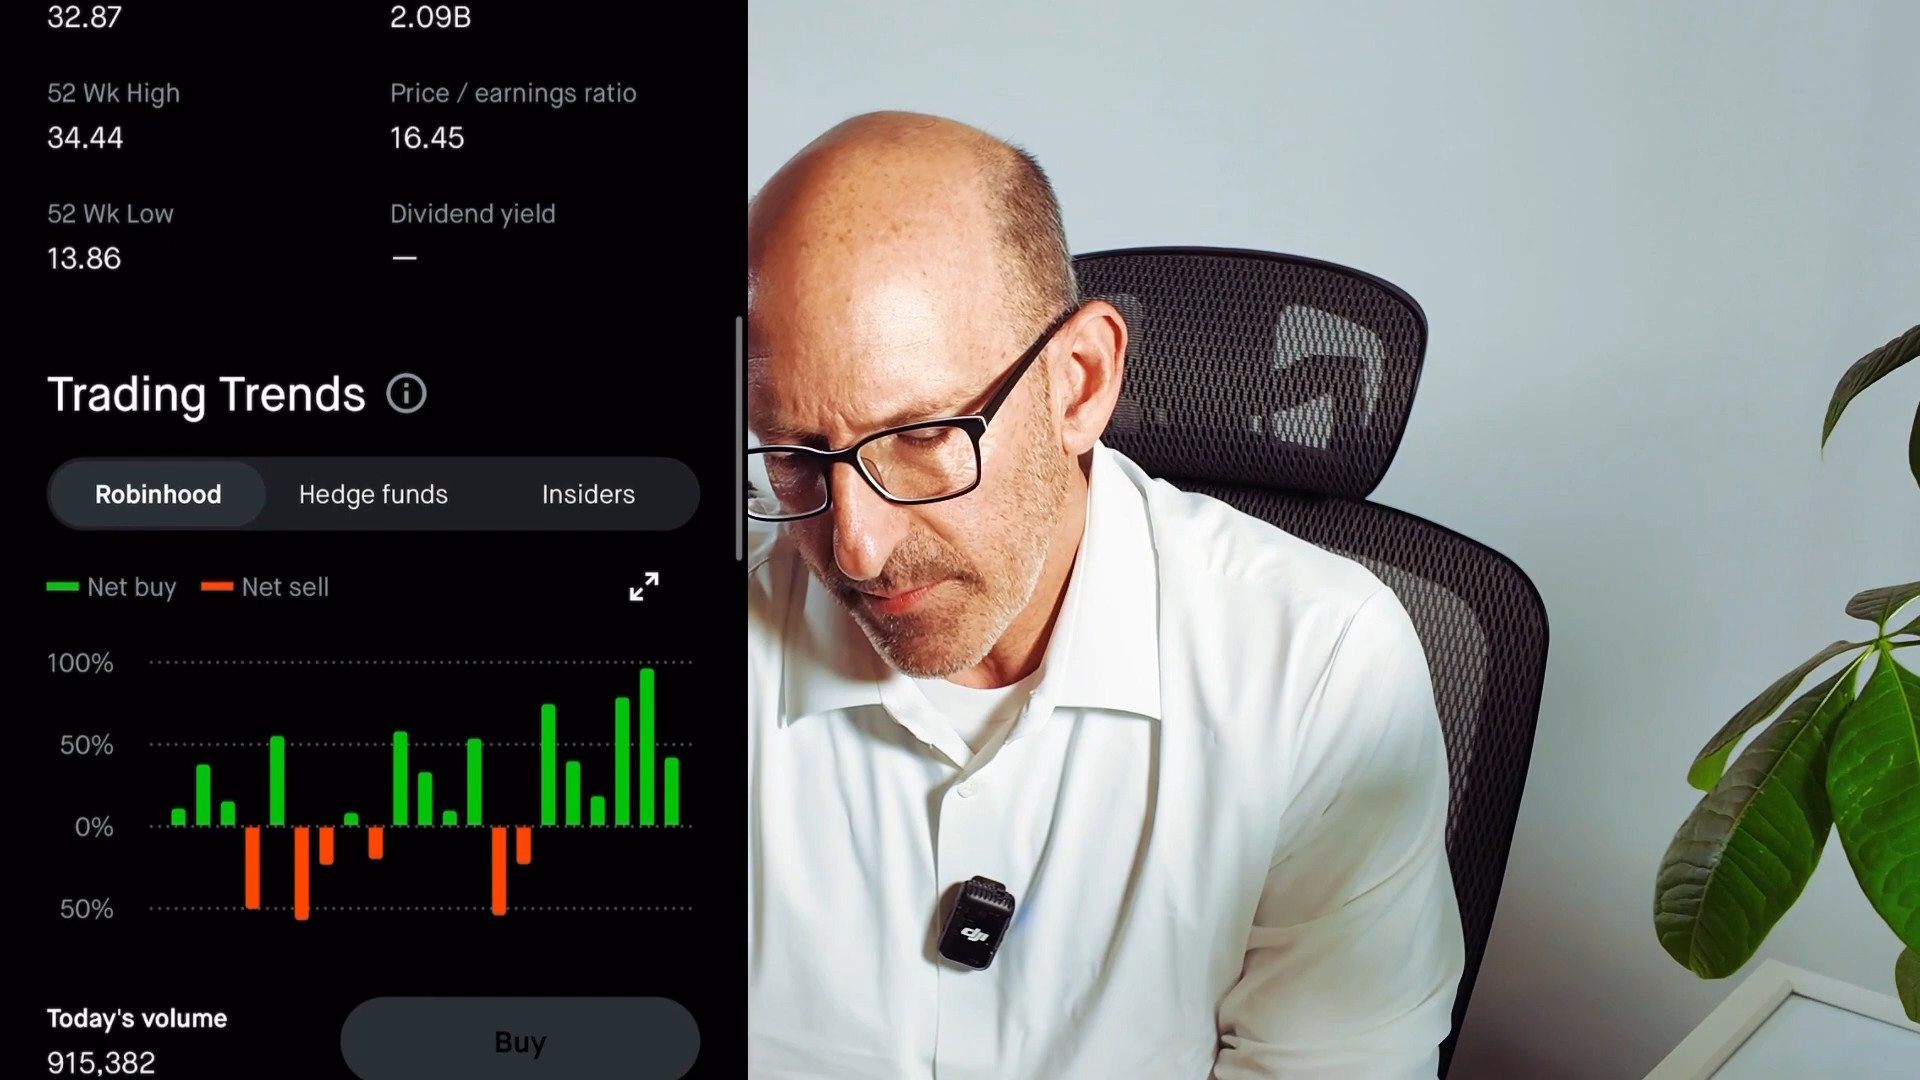 32.87 2.09B
52 Wk High Price / earnings ratio
34.44 16.45
52 Wk Low Dividend yield
13.86 —
Trading Trends
Robinhood Hedge funds Insiders
Net buy Net sell
100%
50%
0%
50%
Today's volume
915,382
Buy
dji